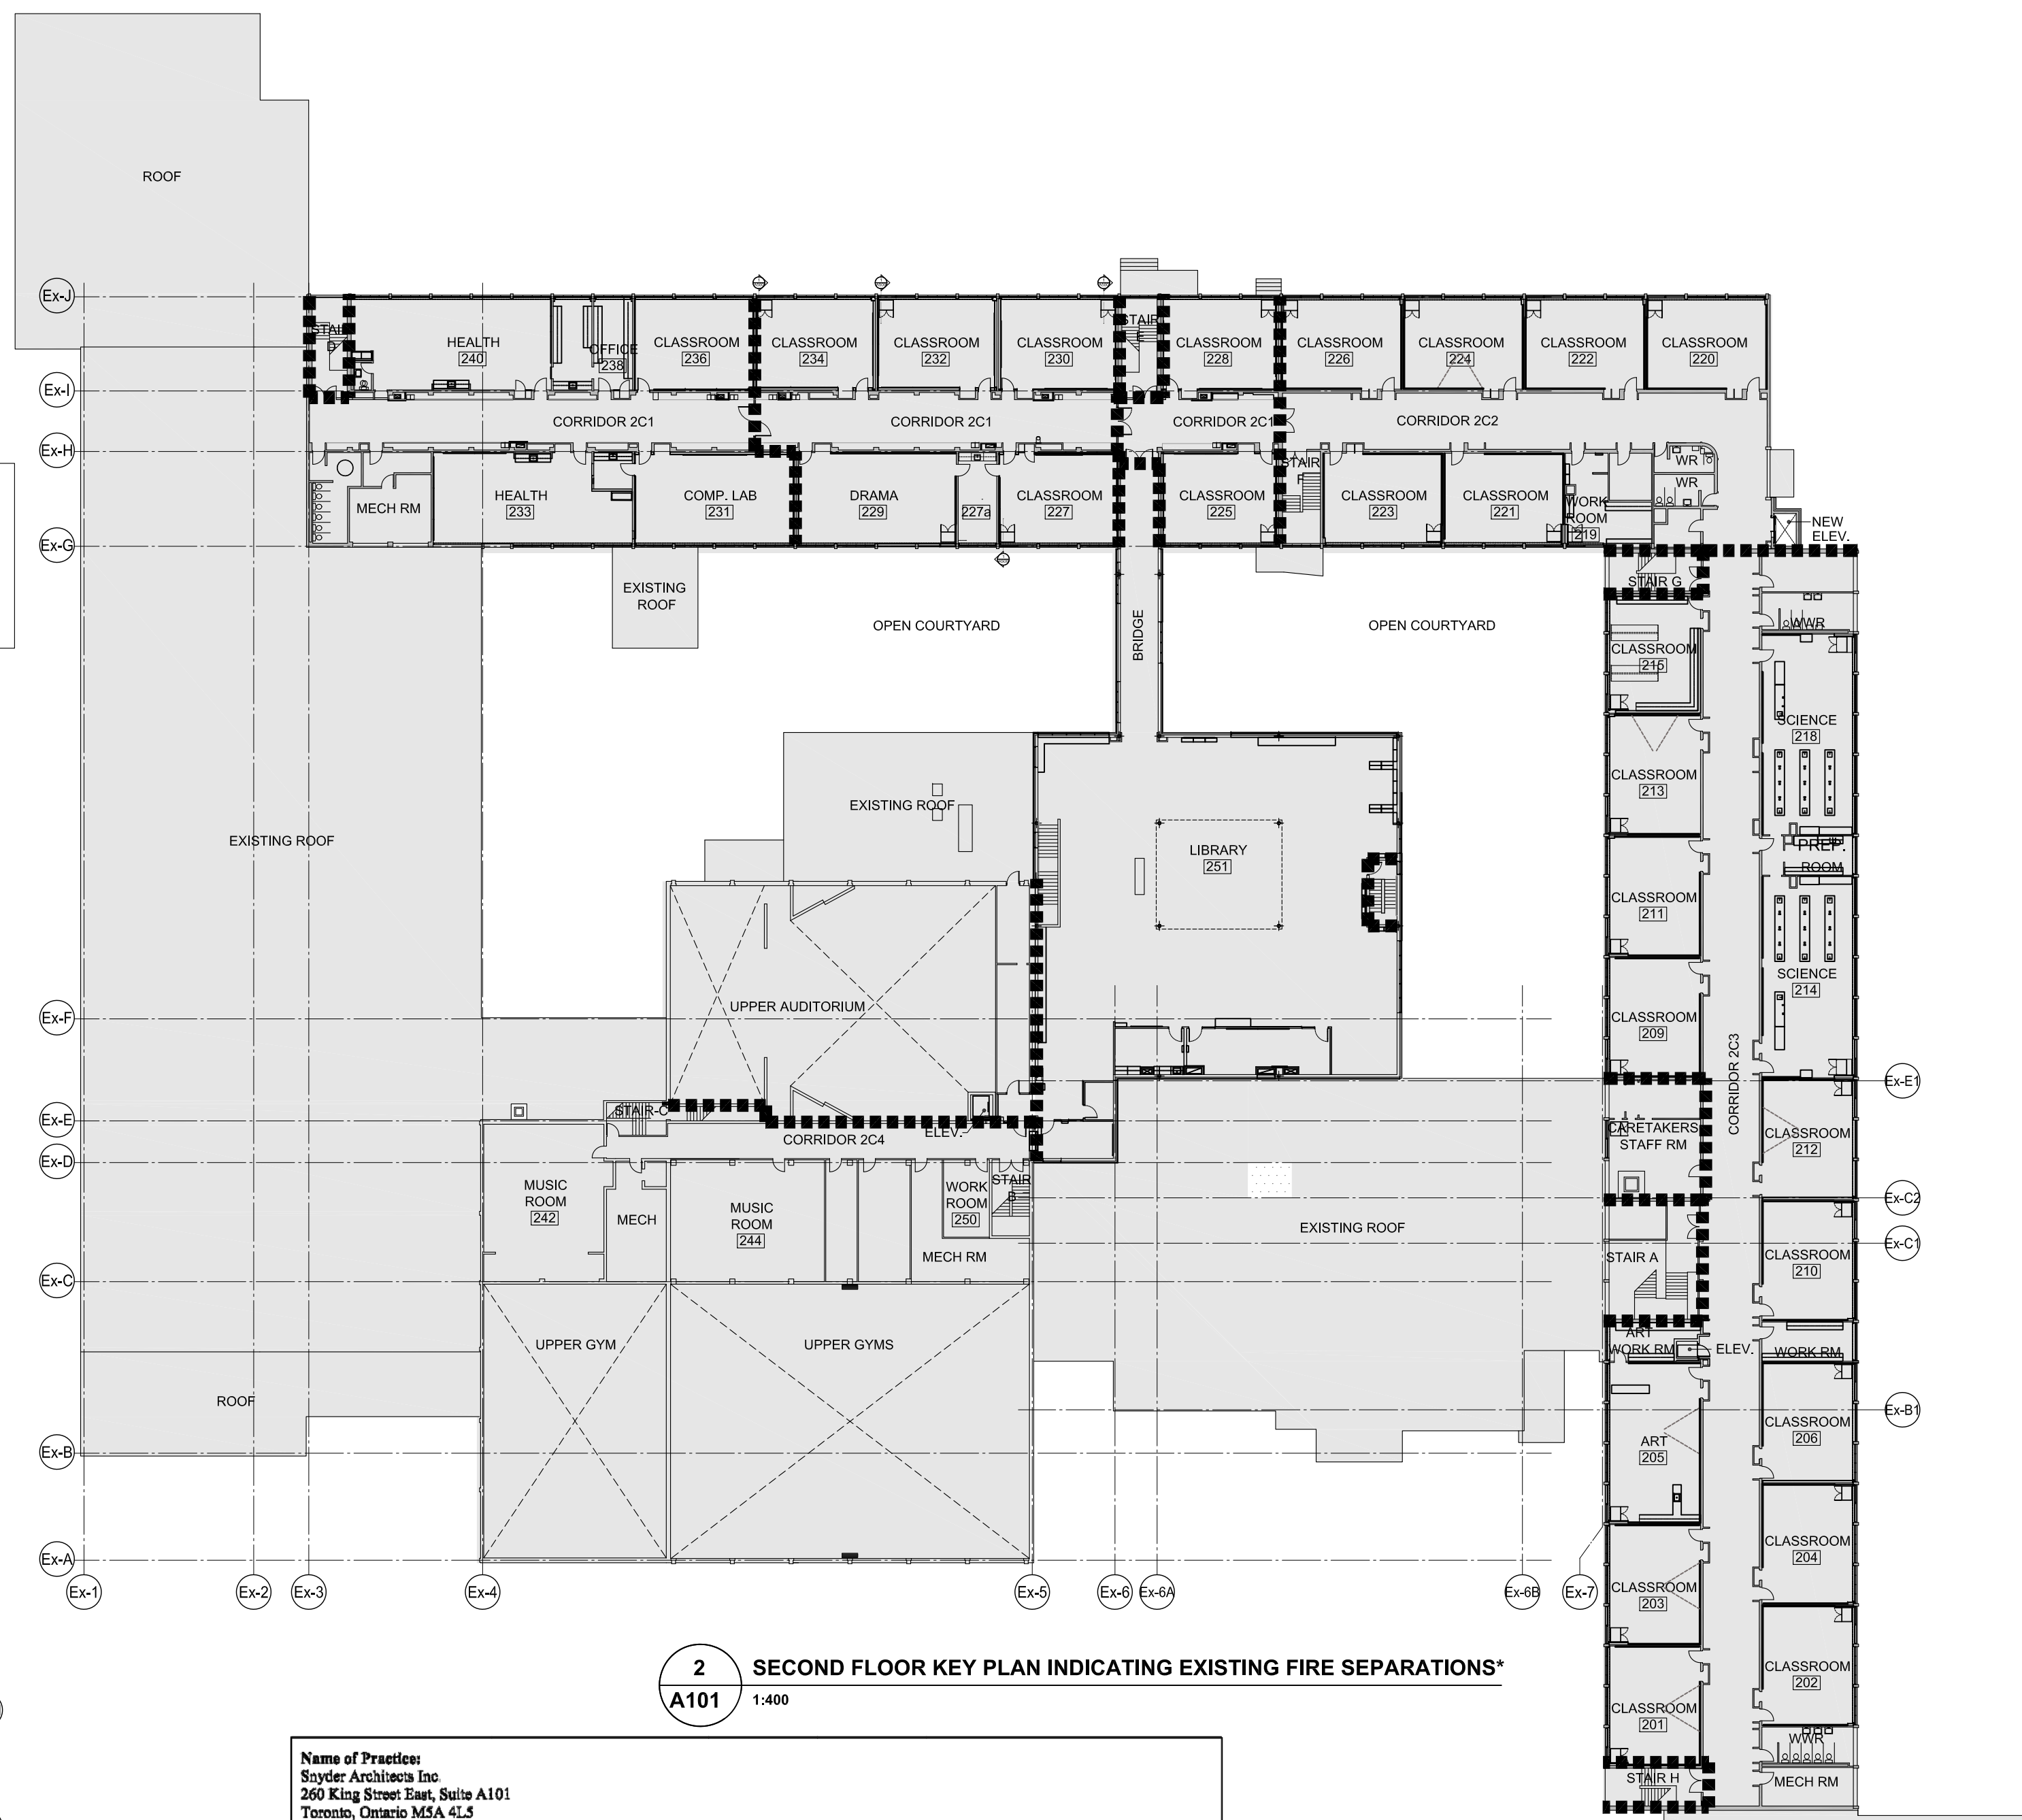 ROOF
Ex-J
STAI
D
HEALTH
240
OFFICE
238
CLASSROOM
236
CLASSROOM
234
CLASSROOM
232
CLASSROOM
230
STAIR
E
CLASSROOM
228
CLASSROOM
226
CLASSROOM
224
CLASSROOM
222
CLASSROOM
220
Ex-I
CORRIDOR 2C1
CORRIDOR 2C1
CORRIDOR 2C1
CORRIDOR 2C2
Ex-H
MECH RM
HEALTH
233
COMP. LAB
231
DRAMA
229
227a
CLASSROOM
227
CLASSROOM
225
STAIR
F
CLASSROOM
223
CLASSROOM
221
WORK
ROOM
219
WR
WR
NEW
ELEV.
Ex-G
EXISTING
ROOF
OPEN COURTYARD
BRIDGE
OPEN COURTYARD
STAIR G
WWR
CLASSROOM
215
SCIENCE
218
CLASSROOM
213
EXISTING ROOF
EXISTING ROOF
LIBRARY
251
PREP.
ROOM
CLASSROOM
211
SCIENCE
214
UPPER AUDITORIUM
Ex-F
CLASSROOM
209
CORRIDOR 2C3
Ex-E1
Ex-E
STAIR-C
CORRIDOR 2C4
ELEV.
CARETAKERS
STAFF RM
CLASSROOM
212
Ex-D
MUSIC
ROOM
242
MECH
MUSIC
ROOM
244
WORK
ROOM
250
STAIR
B
MECH RM
EXISTING ROOF
Ex-C2
Ex-C1
STAIR A
CLASSROOM
210
Ex-C
UPPER GYM
UPPER GYMS
ART
WORK RM
ELEV.
WORK RM
ROOF
Ex-B1
ART
205
CLASSROOM
206
Ex-B
CLASSROOM
204
Ex-A
CLASSROOM
203
Ex-1
Ex-2
Ex-3
Ex-4
Ex-5
Ex-6
Ex-6A
Ex-6B
Ex-7
CLASSROOM
202
CLASSROOM
201
WWR
STAIR H
MECH RM
2
A101
SECOND FLOOR KEY PLAN INDICATING EXISTING FIRE SEPARATIONS*
1:400
Name of Practice:
Snyder Architects Inc.
260 King Street East, Suite A101
Toronto, Ontario M5A 4L5